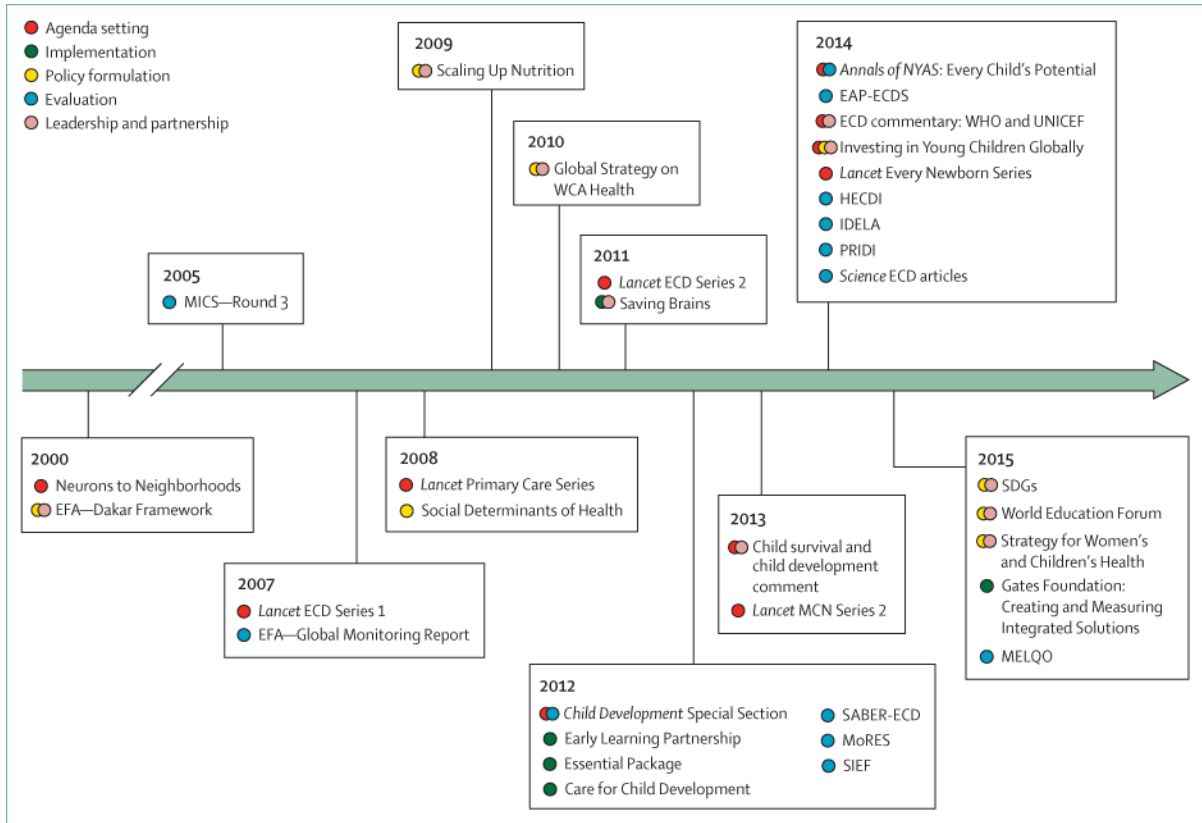 Agenda setting
Implementation
Policy formulation
Evaluation
Leadership and partnership
2009
Scaling Up Nutrition
2010
Global Strategy on
WCA Health
2011
Lancet ECD Series 2
Saving Brains
2014
Annals of NYAS: Every Child's Potential
EAP-ECDS
ECD commentary: WHO and UNICEF
Investing in Young Children Globally
Lancet Every Newborn Series
HECDI
IDELA
PRIDI
Science ECD articles
2005
MICS—Round 3
2000
Neurons to Neighborhoods
EFA—Dakar Framework
2007
Lancet ECD Series 1
EFA—Global Monitoring Report
2008
Lancet Primary Care Series
Social Determinants of Health
2012
Child Development Special Section
Early Learning Partnership
Essential Package
Care for Child Development
SABER-ECD
MoRES
SIEF
2013
Child survival and
child development
comment
Lancet MCN Series 2
2015
SDGs
World Education Forum
Strategy for Women's
and Children's Health
Gates Foundation:
Creating and Measuring
Integrated Solutions
MELQO